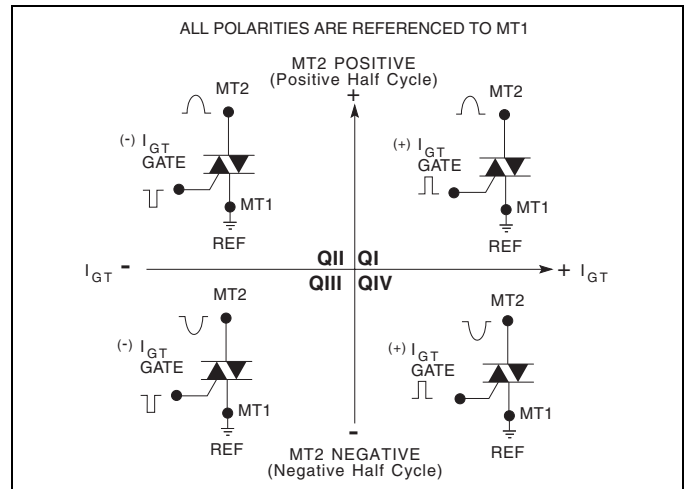 ALL POLARITIES ARE REFERENCED TO MT1
MT2 POSITIVE
(Positive Half Cycle)
+
MT2
(-) IGT
GATE
MT1
REF
MT2
(+) IGT
GATE
MT1
REF
IGT -
QII QI
QIII QIV
+ IGT
MT2
(-) IGT
GATE
MT1
REF
MT2
(+) IGT
GATE
MT1
REF
-
MT2 NEGATIVE
(Negative Half Cycle)